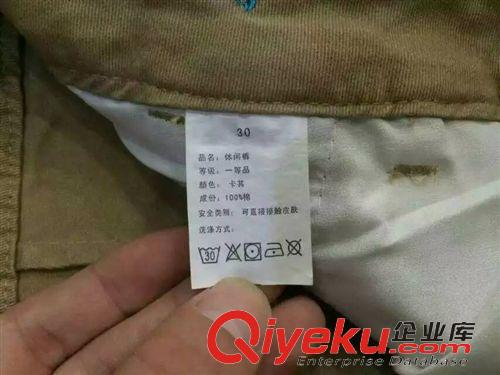 30
品名：休闲裤
等级：一等品
颜色：卡其
成份：100%棉
安全类别：可直接接触皮肤
洗涤方式：
30
Qiyeku企业库
Enterprise Database